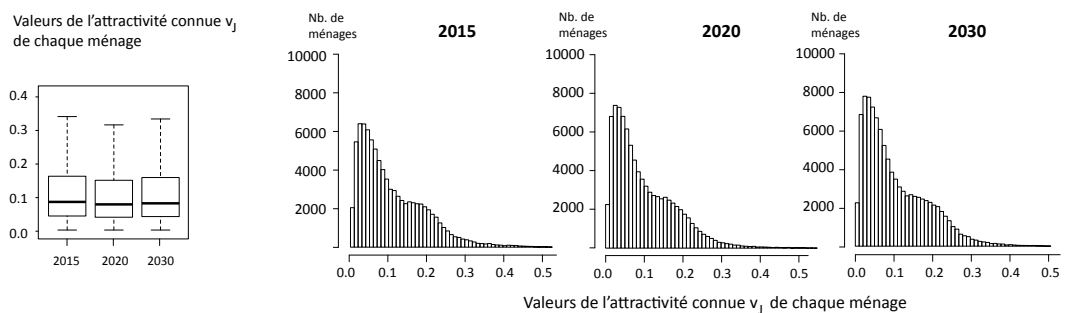 Valeurs de l'attractivité connue vJ
de chaque ménage
0.4
0.3
0.2
0.1
0.0
2015 2020 2030
Nb. de
ménages
2015
10000
8000
6000
4000
2000
0.0 0.1 0.2 0.3 0.4 0.5
Nb. de
ménages
2020
10000
8000
6000
4000
2000
0.0 0.1 0.2 0.3 0.4 0.5
Nb. de
ménages
2030
10000
8000
6000
4000
2000
0.0 0.1 0.2 0.3 0.4 0.5
Valeurs de l'attractivité connue vJ de chaque ménage